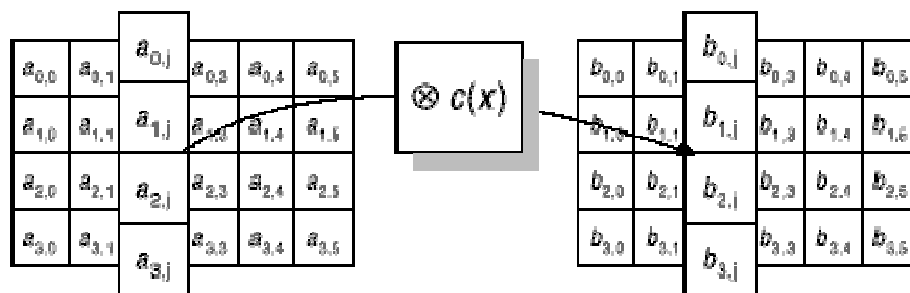 a0,j b0,j
a0,0 a0,1 a0,3 a0,4 a0,5 ⊗ c(x) b0,0 b0,1 b0,3 b0,4 b0,5
a1,0 a1,1 a1,j a1,3 a1,4 a1,5 b1,0 b1,1 b1,j b1,3 b1,4 b1,5
a2,0 a2,1 a2,j a2,3 a2,4 a2,5 b2,0 b2,1 b2,j b2,3 b2,4 b2,5
a3,0 a3,1 a3,j a3,3 a3,4 a3,5 b3,0 b3,1 b3,j b3,3 b3,4 b3,5